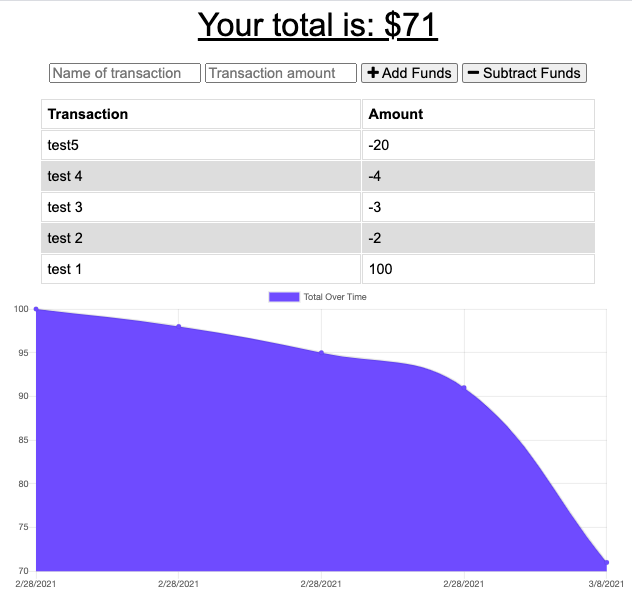 Your total is: $71
Name of transaction Transaction amount + Add Funds − Subtract Funds
Transaction Amount
test5 -20
test 4 -4
test 3 -3
test 2 -2
test 1 100
Total Over Time
100
95
90
85
80
75
70
2/28/2021 2/28/2021 2/28/2021 2/28/2021 3/8/2021